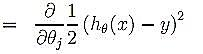 = ∂/∂θ_j 1/2 (h_θ(x) − y)^2